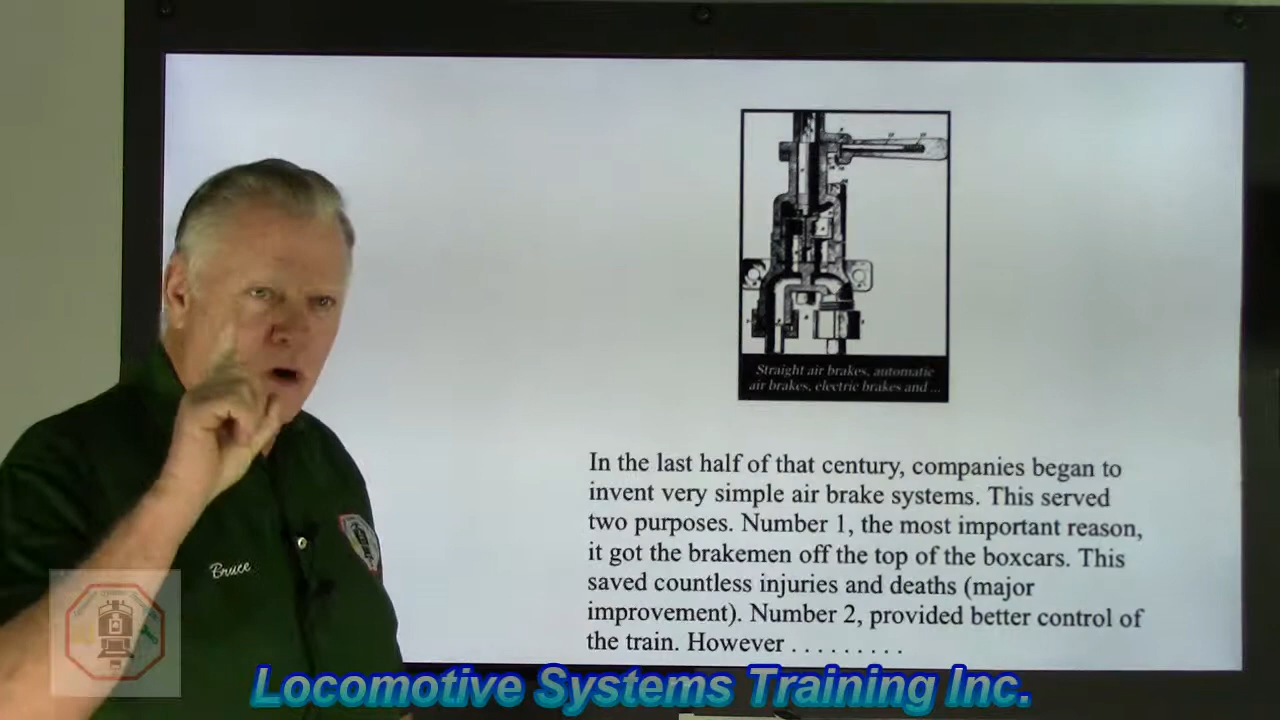 Straight air brakes, automatic
air brakes, electric brakes and ...
In the last half of that century, companies began to
invent very simple air brake systems. This served
two purposes. Number 1, the most important reason,
it got the brakemen off the top of the boxcars. This
saved countless injuries and deaths (major
improvement). Number 2, provided better control of
the train. However . . . . . . . . .
Bruce
Locomotive Systems Training Inc.